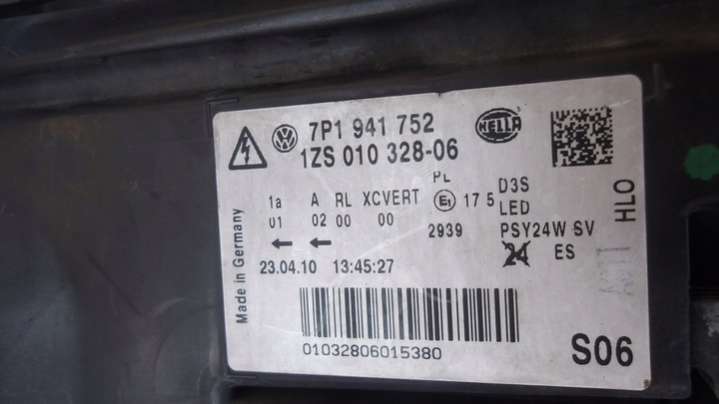 7P1 941 752
1ZS 010 328-06
HELLA
PL
1a A RL XCVERT E1 17 5 D3S
01 02 00 00 LED
2939 PSY24W SV
24 ES
23.04.10 13:45:27
Made in Germany
HLO
01032806015380
S06